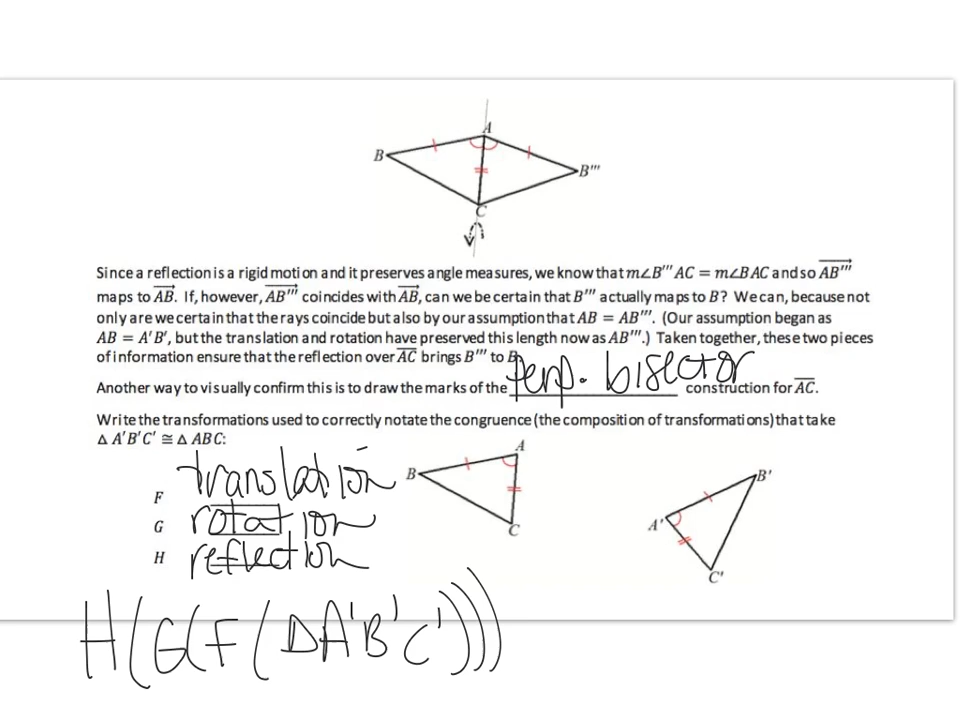 A
B
B'''
C
Since a reflection is a rigid motion and it preserves angle measures, we know that m∠B'''AC = m∠BAC and so AB'''
maps to AB. If, however, AB''' coincides with AB, can we be certain that B''' actually maps to B? We can, because not
only are we certain that the rays coincide but also by our assumption that AB = AB'''. (Our assumption began as
AB = A'B', but the translation and rotation have preserved this length now as AB'''.) Taken together, these two pieces
of information ensure that the reflection over AC brings B''' to B.
Another way to visually confirm this is to draw the marks of the perp. bisector construction for AC.
Write the transformations used to correctly notate the congruence (the composition of transformations) that take
△ A'B'C' ≅ △ ABC:
F translation
G rotation
H reflection
A
B
C
B'
A'
C'
H(G(F(△A'B'C')))